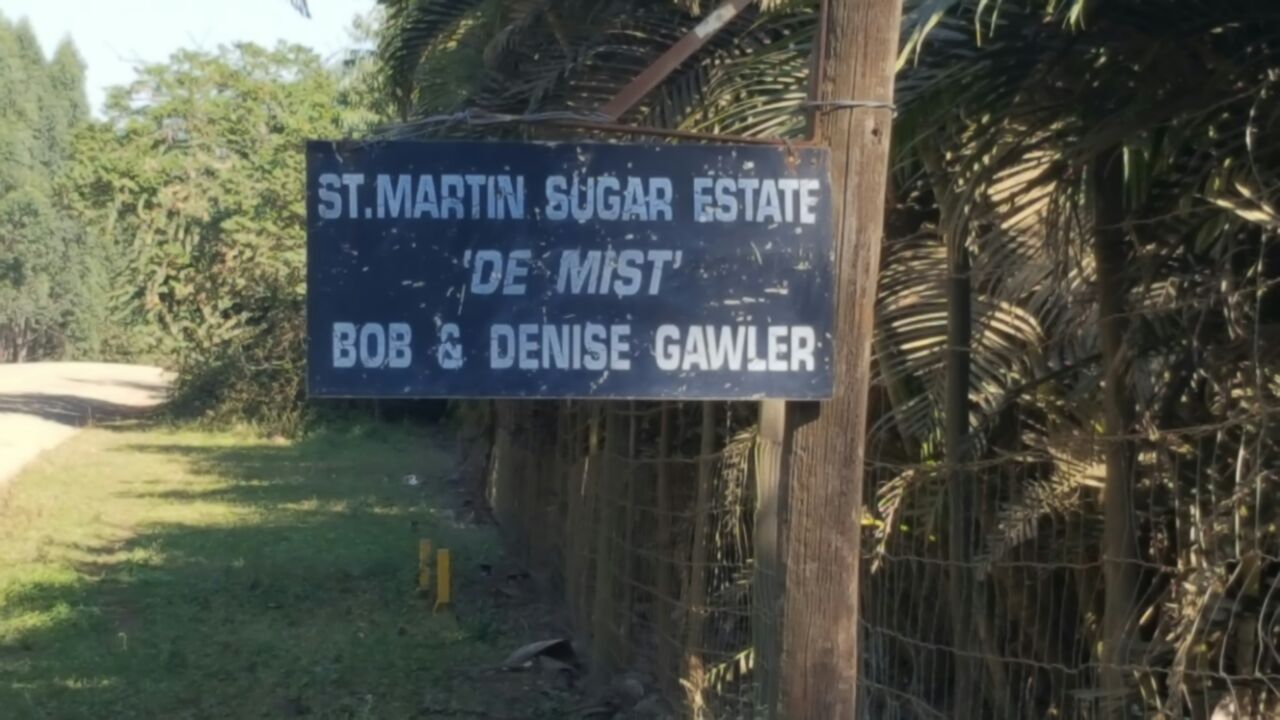 ST.MARTIN SUGAR ESTATE
'DE MIST'
BOB & DENISE GAWLER